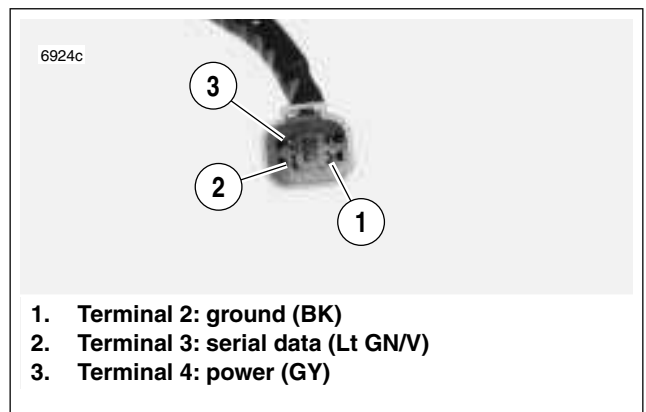 6924c
3
2
1
1. Terminal 2: ground (BK)
2. Terminal 3: serial data (Lt GN/V)
3. Terminal 4: power (GY)